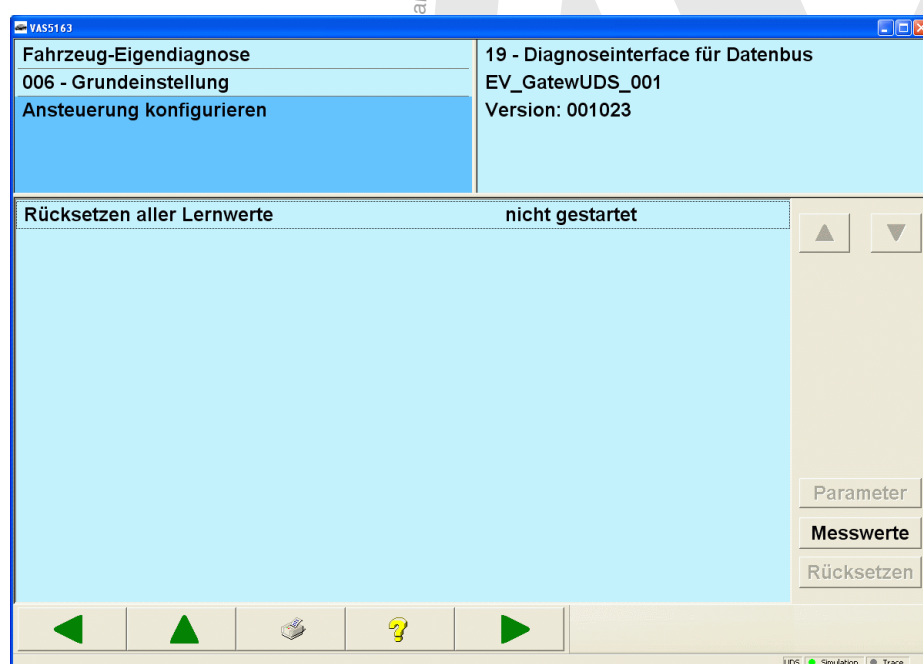 VAS5163
Fahrzeug-Eigendiagnose
006 - Grundeinstellung
Ansteuerung konfigurieren
19 - Diagnoseinterface für Datenbus
EV_GatewUDS_001
Version: 001023
Rücksetzen aller Lernwerte nicht gestartet
Parameter
Messwerte
Rücksetzen
UDS Simulation Trace